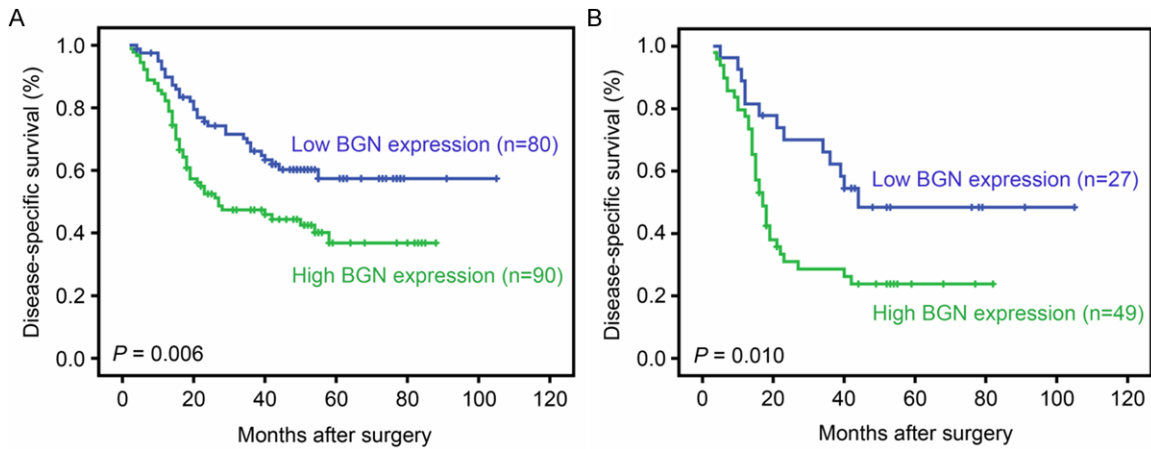 A
Disease-specific survival (%)
1.0
0.8
0.6
0.4
0.2
0.0
Low BGN expression (n=80)
High BGN expression (n=90)
P = 0.006
0 20 40 60 80 100 120
Months after surgery
B
Disease-specific survival (%)
1.0
0.8
0.6
0.4
0.2
0.0
Low BGN expression (n=27)
High BGN expression (n=49)
P = 0.010
0 20 40 60 80 100 120
Months after surgery